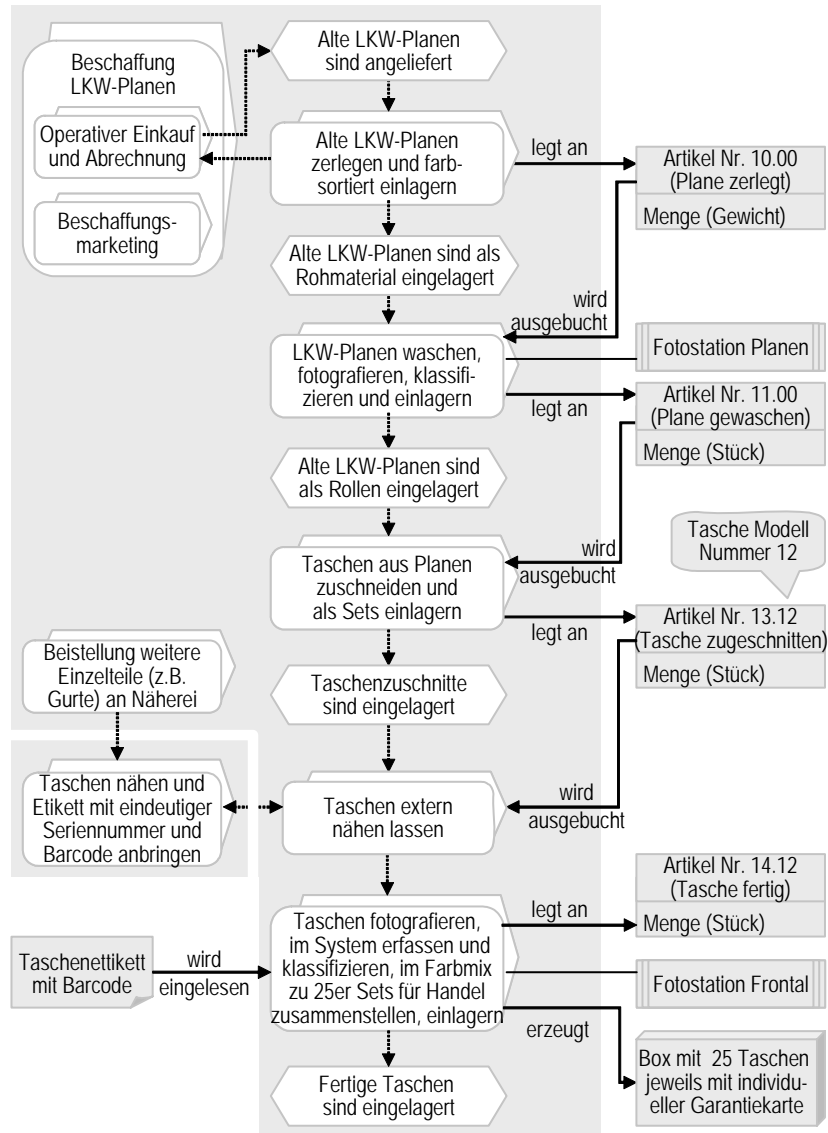 Alte LKW-Planen
sind angeliefert
Beschaffung
LKW-Planen
Operativer Einkauf
und Abrechnung
Beschaffungs-
marketing
Alte LKW-Planen
zerlegen und farb-
sortiert einlagern
legt an
Artikel Nr. 10.00
(Plane zerlegt)
Menge (Gewicht)
Alte LKW-Planen sind als
Rohmaterial eingelagert
wird
ausgebucht
LKW-Planen waschen,
fotografieren, klassifi-
zieren und einlagern
Fotostation Planen
legt an
Artikel Nr. 11.00
(Plane gewaschen)
Menge (Stück)
Alte LKW-Planen sind
als Rollen eingelagert
wird
ausgebucht
Tasche Modell
Nummer 12
Taschen aus Planen
zuschneiden und
als Sets einlagern
legt an
Artikel Nr. 13.12
(Tasche zugeschnitten)
Menge (Stück)
Beistellung weitere
Einzelteile (z.B.
Gurte) an Näherei
Taschenzuschnitte
sind eingelagert
Taschen nähen und
Etikett mit eindeutiger
Seriennummer und
Barcode anbringen
Taschen extern
nähen lassen
wird
ausgebucht
Artikel Nr. 14.12
(Tasche fertig)
Menge (Stück)
legt an
Taschen fotografieren,
im System erfassen und
klassifizieren, im Farbmix
zu 25er Sets für Handel
zusammenstellen, einlagern
Taschenettikett
mit Barcode
wird
eingelesen
Fotostation Frontal
erzeugt
Box mit 25 Taschen
jeweils mit individu-
eller Garantiekarte
Fertige Taschen
sind eingelagert